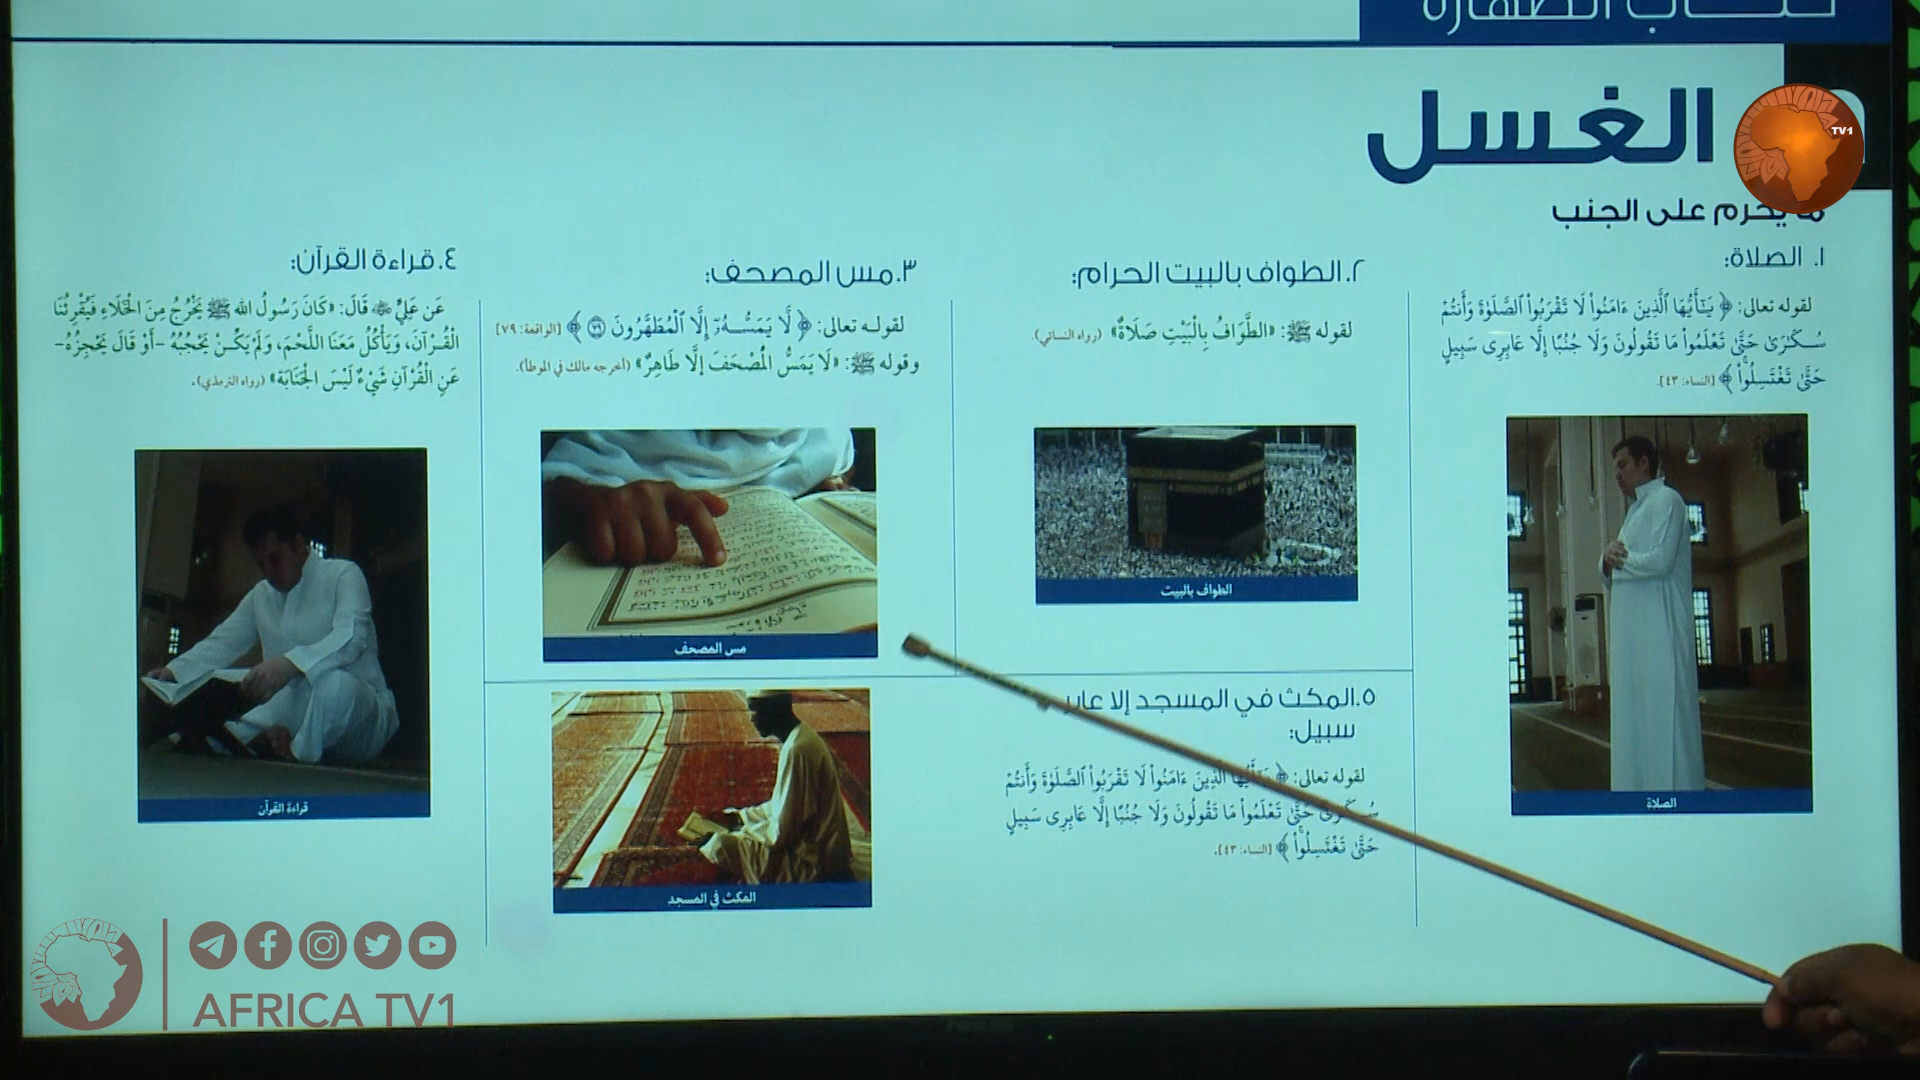 كتاب الطهارة
الغسل
TV1
ما يحرم على الجنب
١. الصلاة:
لقوله تعالى: ﴿ يَـٰٓأَيُّهَا ٱلَّذِينَ ءَامَنُوا۟ لَا تَقْرَبُوا۟ ٱلصَّلَوٰةَ وَأَنتُمْ
سُكَـٰرَىٰ حَتَّىٰ تَعْلَمُوا۟ مَا تَقُولُونَ وَلَا جُنُبًا إِلَّا عَابِرِى سَبِيلٍ
حَتَّىٰ تَغْتَسِلُوا۟ ﴾ [النساء: ٤٣].
الصلاة
٢. الطواف بالبيت الحرام:
لقوله ﷺ: «الطَّوَافُ بِالْبَيْتِ صَلَاةٌ» (رواه النسائي).
الطواف بالبيت
٣. مس المصحف:
لقوله تعالى: ﴿ لَّا يَمَسُّهُۥٓ إِلَّا ٱلْمُطَهَّرُونَ ٧٩ ﴾ [الواقعة: ٧٩]
وقوله ﷺ: «لَا يَمَسُّ الْمُصْحَفَ إِلَّا طَاهِرٌ» (أخرجه مالك في الموطأ).
مس المصحف
٤. قراءة القرآن:
عَن عَلِيٍّ قَالَ: «كَانَ رَسُولُ الله ﷺ يَخْرُجُ مِنَ الْخَلَاءِ فَيُقْرِئُنَا
الْقُرْآنَ، وَيَأْكُلُ مَعَنَا اللَّحْمَ، وَلَمْ يَكُنْ يَحْجُبُهُ -أَوْ قَالَ يَحْجِزُهُ-
عَنِ الْقُرْآنِ شَيْءٌ لَيْسَ الْجَنَابَةَ» (رواه الترمذي).
قراءة القرآن
٥. المكث في المسجد إلا عابر
سبيل:
لقوله تعالى: ﴿ يَـٰٓأَيُّهَا ٱلَّذِينَ ءَامَنُوا۟ لَا تَقْرَبُوا۟ ٱلصَّلَوٰةَ وَأَنتُمْ
سُكَـٰرَىٰ حَتَّىٰ تَعْلَمُوا۟ مَا تَقُولُونَ وَلَا جُنُبًا إِلَّا عَابِرِى سَبِيلٍ
حَتَّىٰ تَغْتَسِلُوا۟ ﴾ [النساء: ٤٣].
المكث في المسجد
AFRICA TV1